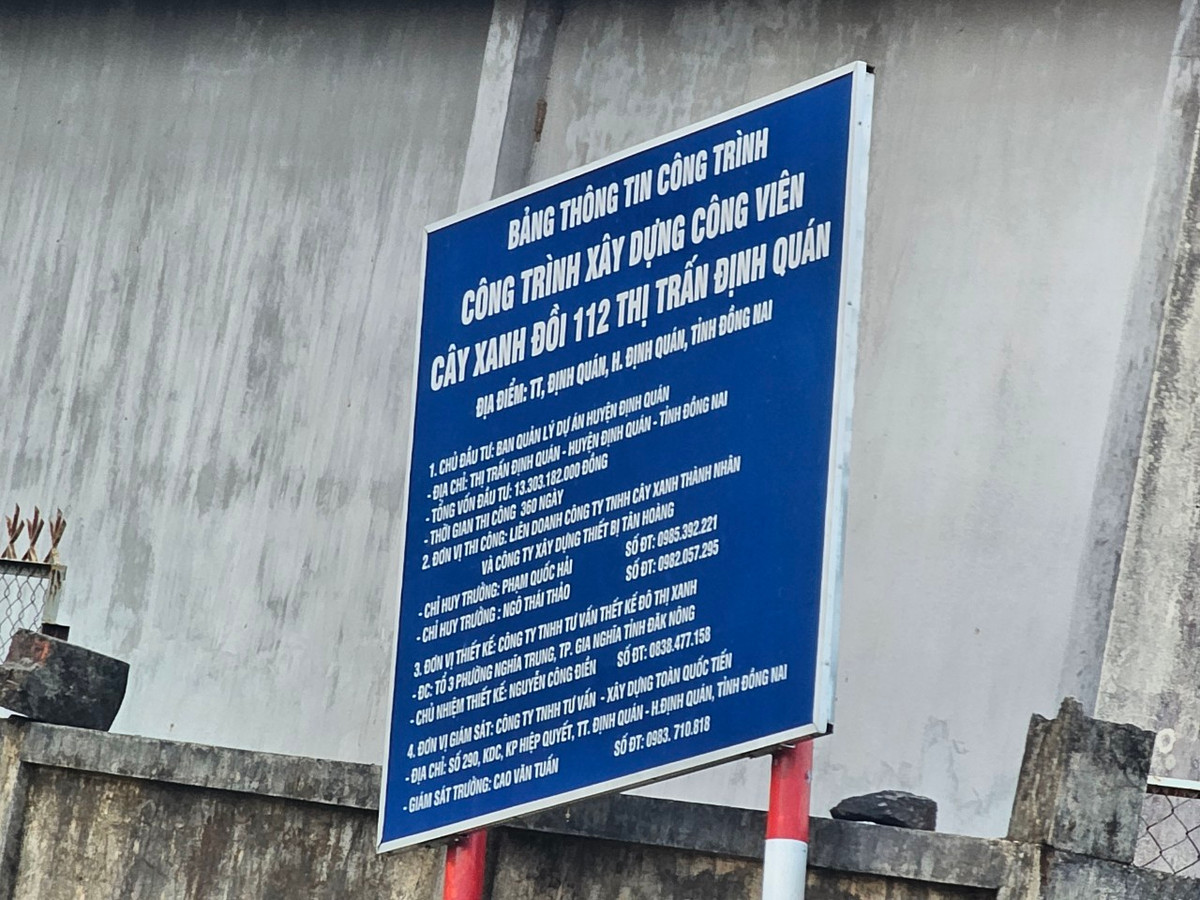 BẢNG THÔNG TIN CÔNG TRÌNH
CÔNG TRÌNH XÂY DỰNG CÔNG VIÊN
CÂY XANH ĐỒI 112 THỊ TRẤN ĐỊNH QUÁN
ĐỊA ĐIỂM: TT, ĐỊNH QUÁN, H. ĐỊNH QUÁN, TỈNH ĐỒNG NAI
1. CHỦ ĐẦU TƯ: BAN QUẢN LÝ DỰ ÁN HUYỆN ĐỊNH QUÁN
- ĐỊA CHỈ: THỊ TRẤN ĐỊNH QUÁN - HUYỆN ĐỊNH QUÁN - TỈNH ĐỒNG NAI
- TỔNG VỐN ĐẦU TƯ: 13.303.182.000 ĐỒNG
- THỜI GIAN THI CÔNG 360 NGÀY
2. ĐƠN VỊ THI CÔNG: LIÊN DOANH CÔNG TY TNHH CÂY XANH THÀNH NHÂN
VÀ CÔNG TY XÂY DỰNG THIẾT BỊ TÂN HOÀNG
- CHỈ HUY TRƯỞNG: PHẠM QUỐC HẢI SỐ ĐT: 0985.392.221
- CHỈ HUY TRƯỞNG : NGÔ THÁI THẢO SỐ ĐT: 0982.057.295
3. ĐƠN VỊ THIẾT KẾ: CÔNG TY TNHH TƯ VẤN THẾT KẾ ĐÔ THỊ XANH
- ĐC: TỔ 3 PHƯỜNG NGHĨA TRUNG, TP. GIA NGHĨA TỈNH ĐĂK NÔNG
- CHỦ NHIỆM THIẾT KẾ: NGUYỄN CÔNG ĐIỀN SỐ ĐT: 0838.477.158
4. ĐƠN VỊ GIÁM SÁT: CÔNG TY TNHH TƯ VẤN - XÂY DỰNG TOÀN QUỐC TIẾN
- ĐỊA CHỈ: SỐ 290, KDC, KP HIỆP QUYẾT, TT. ĐỊNH QUÁN - H.ĐỊNH QUÁN, TỈNH ĐỒNG NAI
- GIÁM SÁT TRƯỞNG: CAO VĂN TUẤN SỐ ĐT: 0983. 710.818